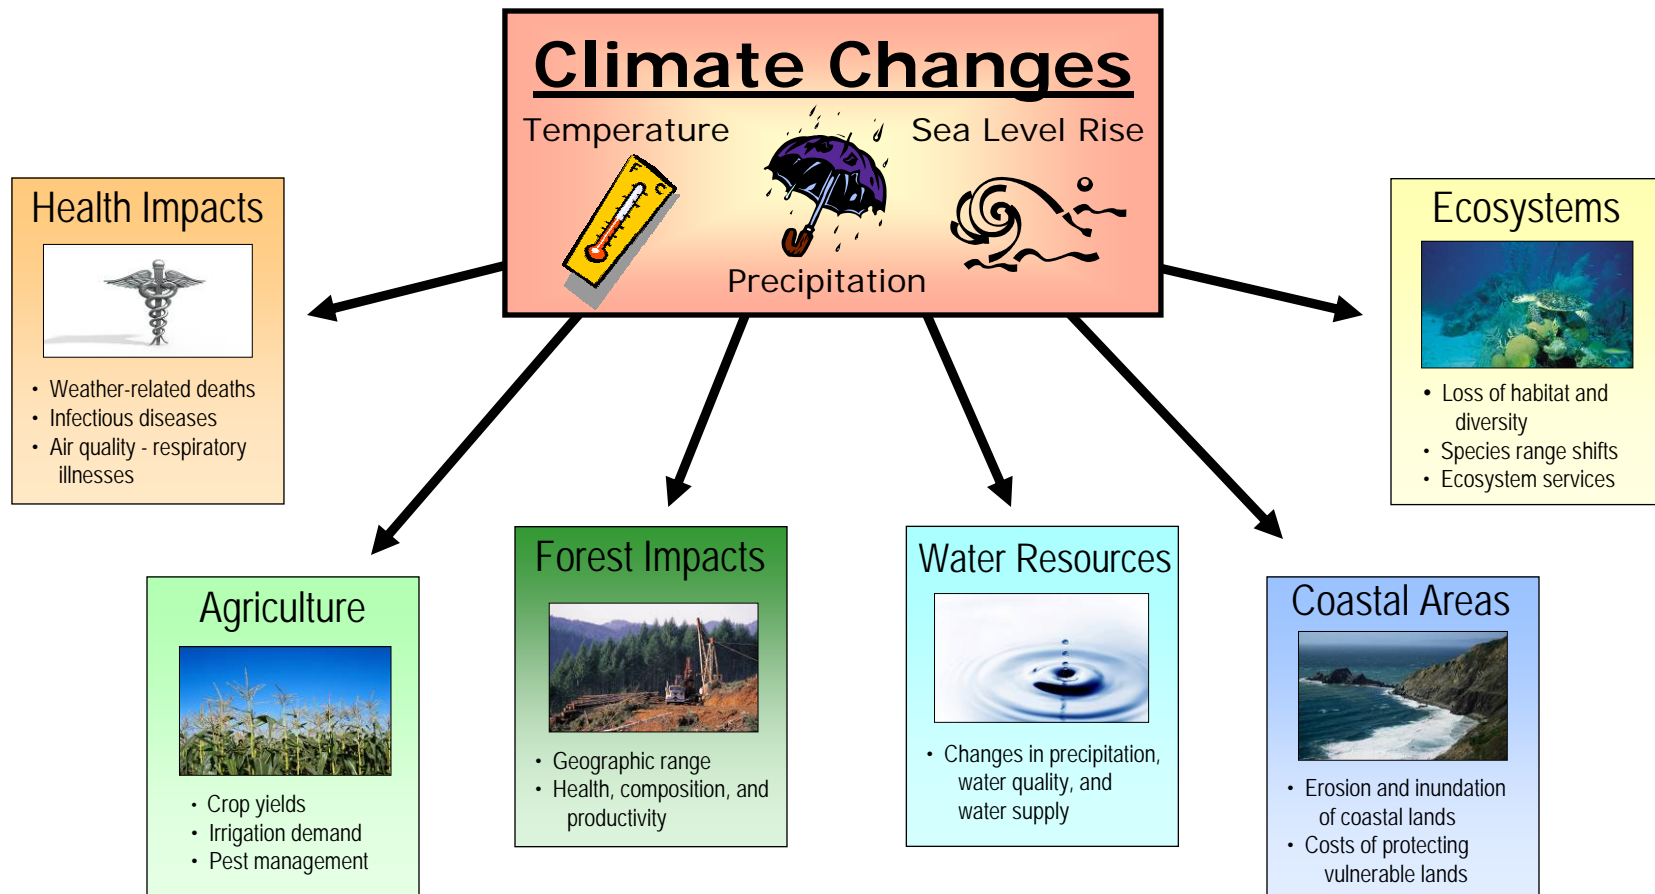 Climate Changes
Temperature
Sea Level Rise
F
C
Precipitation
Health Impacts
• Weather-related deaths
• Infectious diseases
• Air quality - respiratory
illnesses
Agriculture
• Crop yields
• Irrigation demand
• Pest management
Forest Impacts
• Geographic range
• Health, composition, and
productivity
Water Resources
• Changes in precipitation,
water quality, and
water supply
Coastal Areas
• Erosion and inundation
of coastal lands
• Costs of protecting
vulnerable lands
Ecosystems
• Loss of habitat and
diversity
• Species range shifts
• Ecosystem services